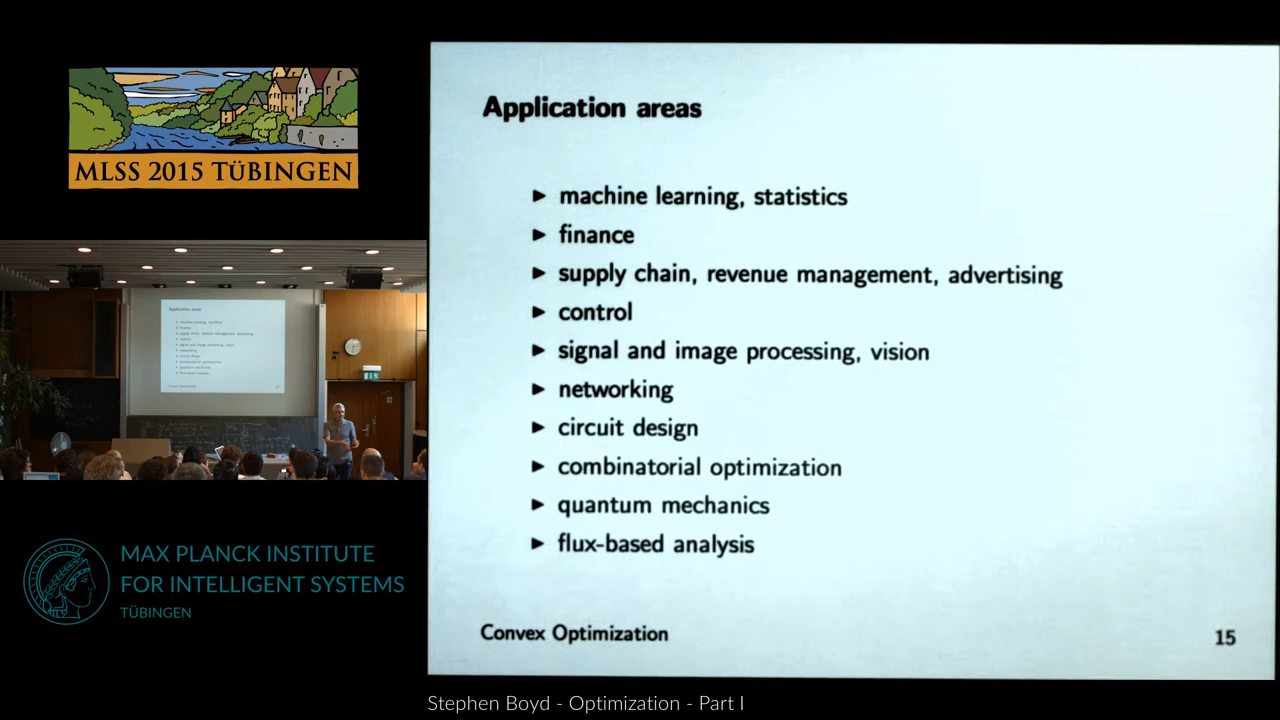 MLSS 2015 TÜBINGEN
Application areas
► machine learning, statistics
► finance
► supply chain, revenue management, advertising
► control
► signal and image processing, vision
► networking
► circuit design
► combinatorial optimization
► quantum mechanics
► flux-based analysis
Convex Optimization
15
MAX PLANCK INSTITUTE
FOR INTELLIGENT SYSTEMS
TÜBINGEN
Stephen Boyd - Optimization - Part I